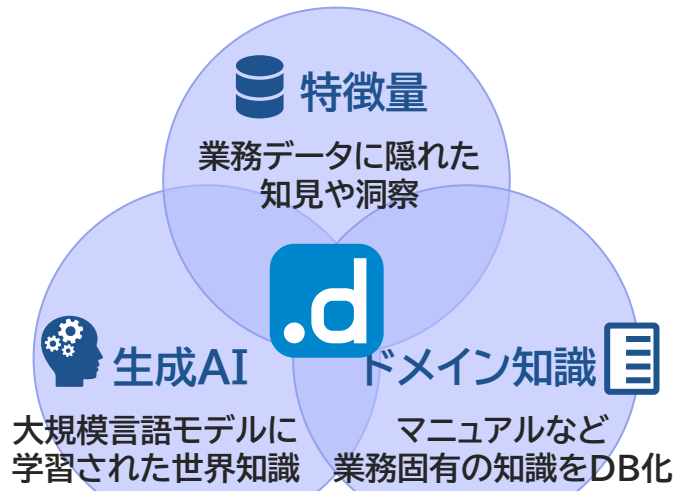 特徴量
業務データに隠れた
知見や洞察
.d
生成AI
ドメイン知識
大規模言語モデルに
学習された世界知識
マニュアルなど
業務固有の知識をDB化